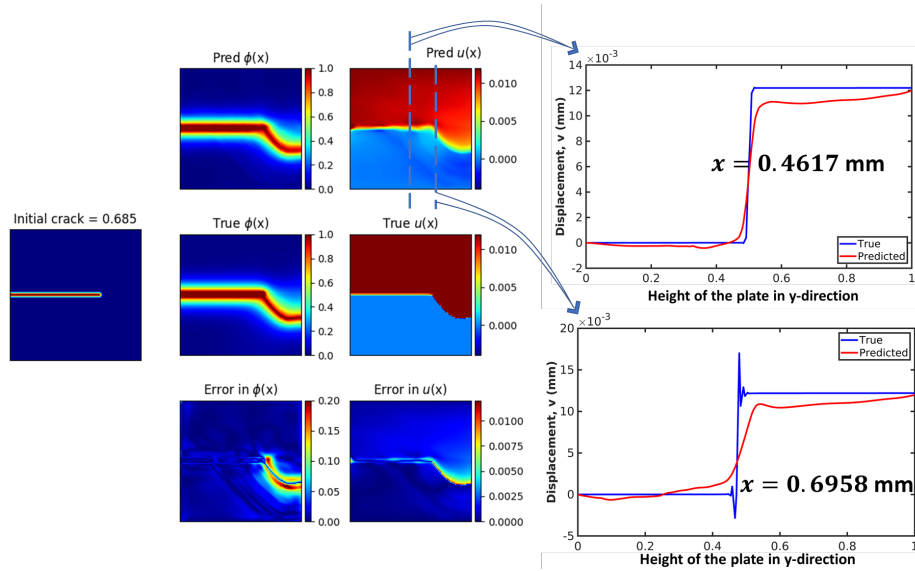 Pred ϕ(x)
1.0
0.8
0.6
0.4
0.2
0.0
Pred u(x)
0.010
0.005
0.000
Initial crack = 0.685
True ϕ(x)
1.0
0.8
0.6
0.4
0.2
0.0
True u(x)
0.010
0.005
0.000
Error in ϕ(x)
0.20
0.15
0.10
0.05
0.00
Error in u(x)
0.0100
0.0075
0.0050
0.0025
0.0000
×10⁻³
14
12
10
8
6
4
2
0
-2
Displacement, v (mm)
x = 0.4617 mm
True
Predicted
0 0.2 0.4 0.6 0.8 1
Height of the plate in y-direction
×10⁻³
20
15
10
5
0
-5
Displacement, v (mm)
True
Predicted
x = 0.6958 mm
0 0.2 0.4 0.6 0.8 1
Height of the plate in y-direction